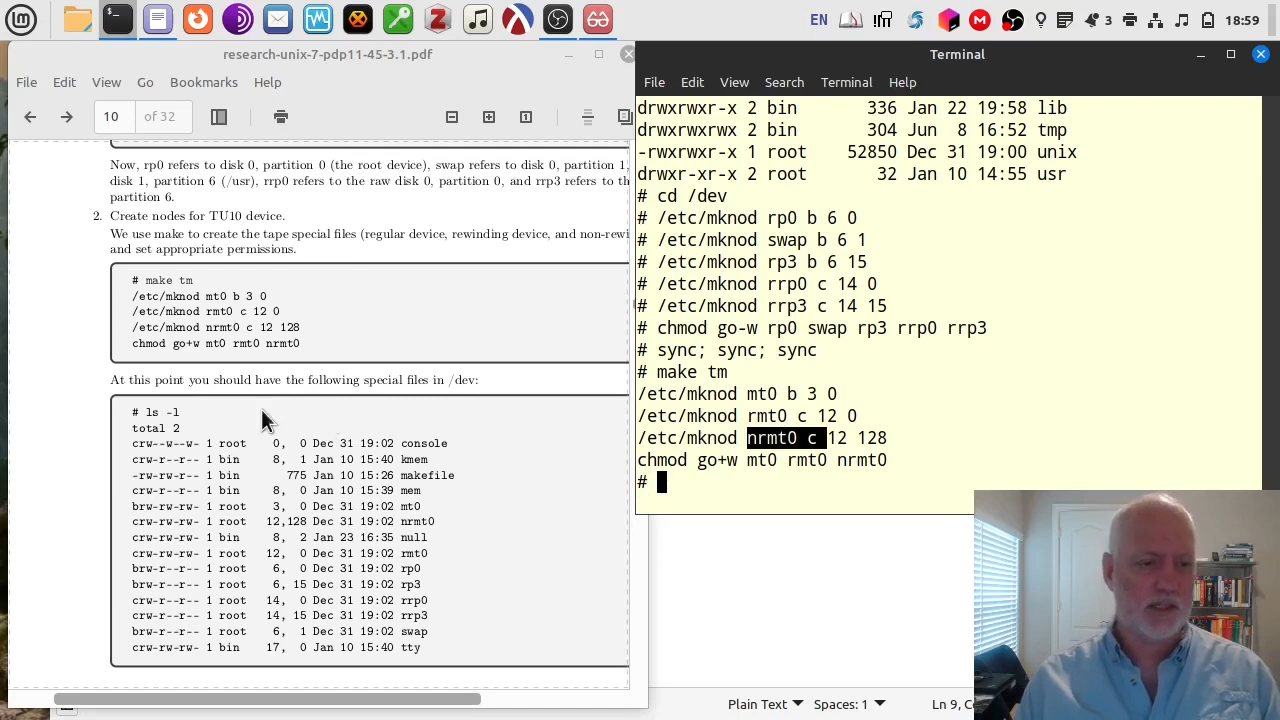 EN
3
18:59
research-unix-7-pdp11-45-3.1.pdf
File Edit View Go Bookmarks Help
10 of 32
Now, rp0 refers to disk 0, partition 0 (the root device), swap refers to disk 0, partition 1,
disk 1, partition 6 (/usr), rrp0 refers to the raw disk 0, partition 0, and rrp3 refers to the
partition 6.
2. Create nodes for TU10 device.
We use make to create the tape special files (regular device, rewinding device, and non-rewi
and set appropriate permissions.
# make tm
/etc/mknod mt0 b 3 0
/etc/mknod rmt0 c 12 0
/etc/mknod nrmt0 c 12 128
chmod go+w mt0 rmt0 nrmt0
At this point you should have the following special files in /dev:
# ls -l
total 2
crw--w--w- 1 root 0, 0 Dec 31 19:02 console
crw-r--r-- 1 bin 8, 1 Jan 10 15:40 kmem
-rw-rw-r-- 1 bin 775 Jan 10 15:26 makefile
crw-r--r-- 1 bin 8, 0 Jan 10 15:39 mem
brw-rw-rw- 1 root 3, 0 Dec 31 19:02 mt0
crw-rw-rw- 1 root 12,128 Dec 31 19:02 nrmt0
crw-rw-rw- 1 bin 8, 2 Jan 23 16:35 null
crw-rw-rw- 1 root 12, 0 Dec 31 19:02 rmt0
brw-r--r-- 1 root 6, 0 Dec 31 19:02 rp0
brw-r--r-- 1 root 15 Dec 31 19:02 rp3
crw-r--r-- 1 root 0 Dec 31 19:02 rrp0
crw-r--r-- 1 root 15 Dec 31 19:02 rrp3
brw-r--r-- 1 root 1 Dec 31 19:02 swap
crw-rw-rw- 1 bin 0 Jan 10 15:40 tty
Terminal
File Edit View Search Terminal Help
drwxrwxr-x 2 bin 336 Jan 22 19:58 lib
drwxrwxrwx 2 bin 304 Jun 8 16:52 tmp
-rwxrwxr-x 1 root 52850 Dec 31 19:00 unix
drwxr-xr-x 2 root 32 Jan 10 14:55 usr
# cd /dev
# /etc/mknod rp0 b 6 0
# /etc/mknod swap b 6 1
# /etc/mknod rp3 b 6 15
# /etc/mknod rrp0 c 14 0
# /etc/mknod rrp3 c 14 15
# chmod go-w rp0 swap rp3 rrp0 rrp3
# sync; sync; sync
# make tm
/etc/mknod mt0 b 3 0
/etc/mknod rmt0 c 12 0
/etc/mknod nrmt0 c 12 128
chmod go+w mt0 rmt0 nrmt0
#
Plain Text Spaces: 1 Ln 9, C